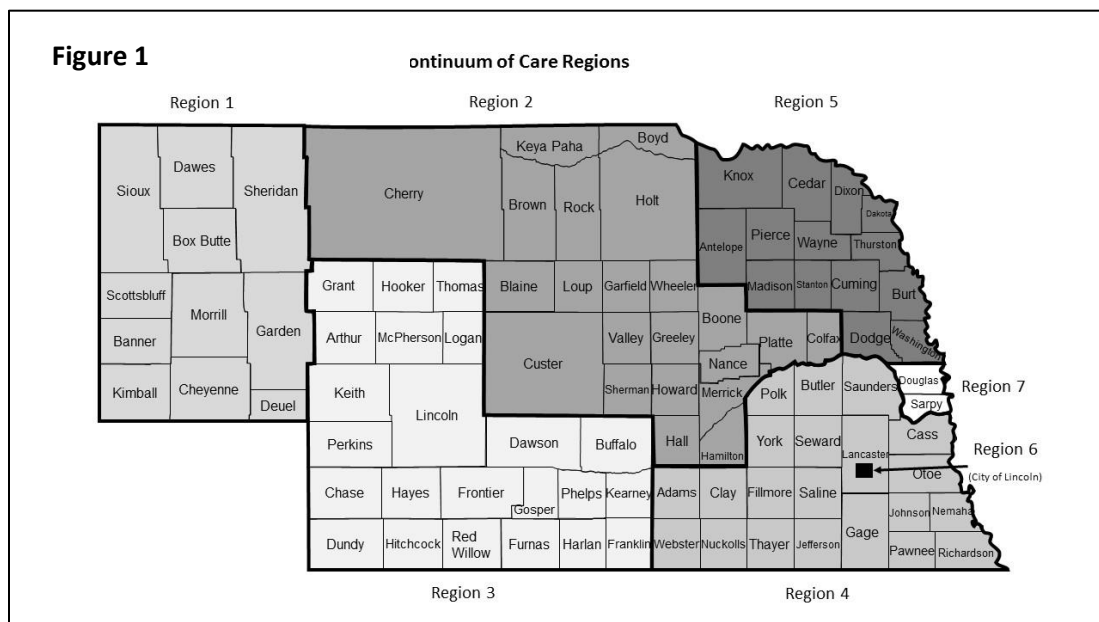 Figure 1
ontinuum of Care Regions
Region 1
Region 2
Region 5
Sioux
Dawes
Sheridan
Box Butte
Scottsbluff
Banner
Kimball
Morrill
Cheyenne
Garden
Deuel
Cherry
Keya Paha
Boyd
Brown
Rock
Holt
Knox
Cedar
Dixon
Dakota
Antelope
Pierce
Wayne
Thurston
Madison
Stanton
Cuming
Burt
Dodge
Washington
Grant
Hooker
Thomas
Blaine
Loup
Garfield
Wheeler
Boone
Platte
Colfax
Arthur
McPherson
Logan
Custer
Valley
Greeley
Nance
Sherman
Howard
Merrick
Hall
Hamilton
Keith
Lincoln
Perkins
Dawson
Buffalo
Chase
Hayes
Frontier
Gosper
Phelps
Kearney
Dundy
Hitchcock
Red
Willow
Furnas
Harlan
Franklin
Polk
Butler
Saunders
Douglas
Sarpy
Region 7
York
Seward
Lancaster
Cass
Otoe
Region 6
(City of Lincoln)
Adams
Clay
Fillmore
Saline
Gage
Johnson
Nemaha
Webster
Nuckolls
Thayer
Jefferson
Pawnee
Richardson
Region 3
Region 4